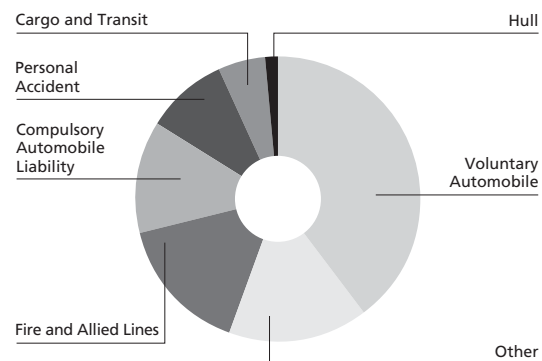 Cargo and Transit
Hull
Personal
Accident
Compulsory
Automobile
Liability
Voluntary
Automobile
Fire and Allied Lines
Other